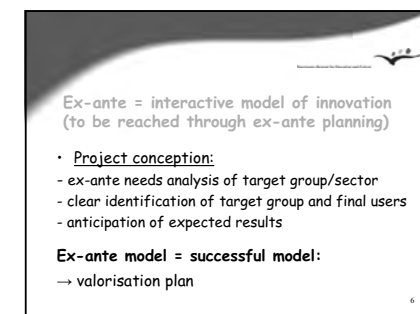 Ex-ante = interactive model of innovation
(to be reached through ex-ante planning)
• Project conception:
- ex-ante needs analysis of target group/sector
- clear identification of target group and final users
- anticipation of expected results
Ex-ante model = successful model:
→ valorisation plan
6